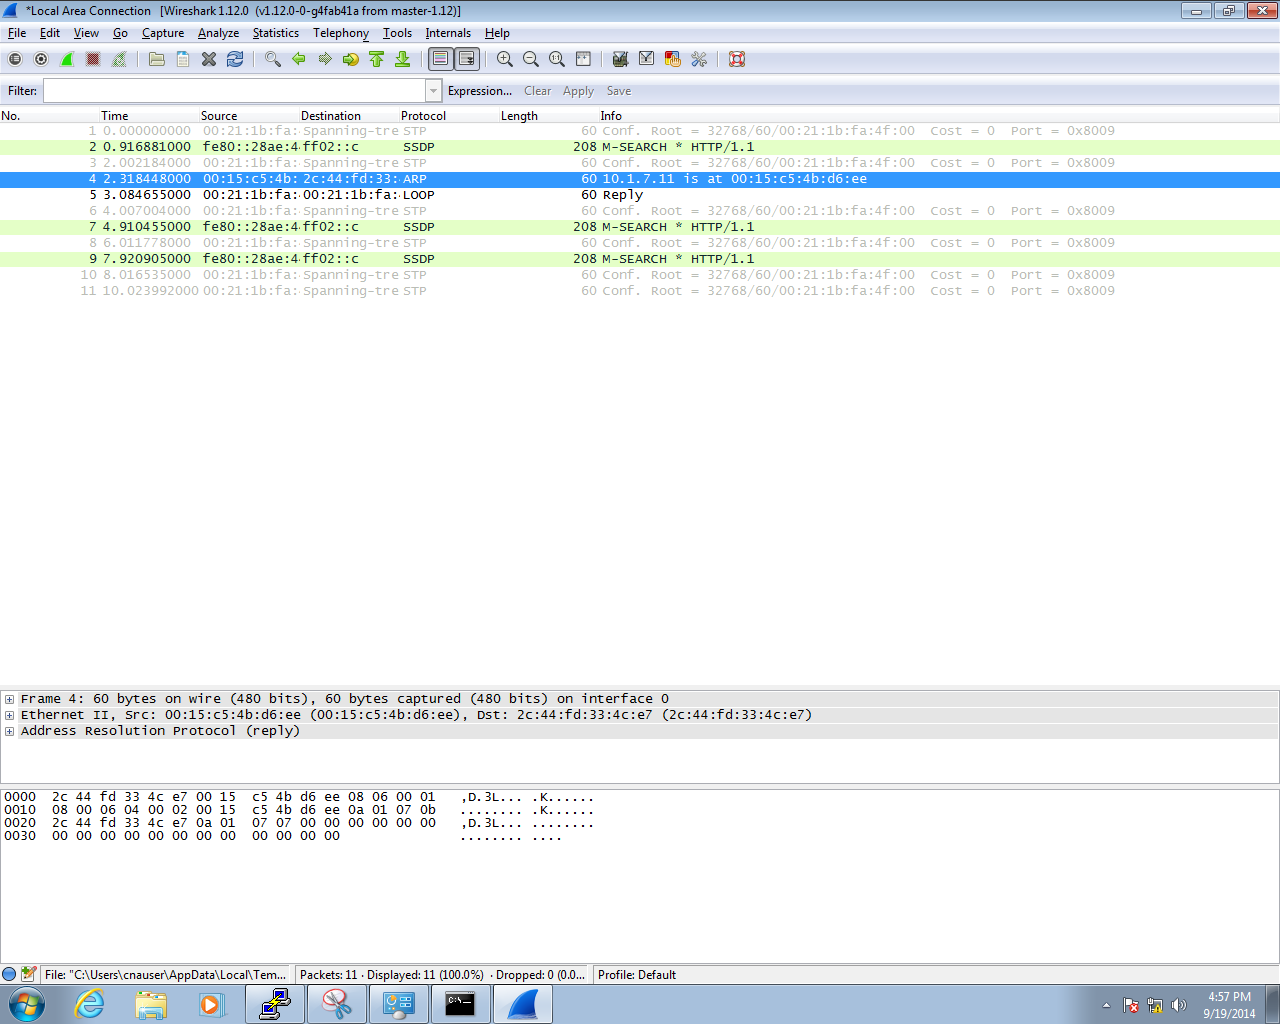 *Local Area Connection   [Wireshark 1.12.0  (v1.12.0-0-g4fab41a from master-1.12)]
File Edit View Go Capture Analyze Statistics Telephony Tools Internals Help
Filter: Expression... Clear Apply Save
No. Time Source Destination Protocol Length Info
1 0.000000000 00:21:1b:fa: Spanning-tre STP 60 Conf. Root = 32768/60/00:21:1b:fa:4f:00  Cost = 0  Port = 0x8009
2 0.916881000 fe80::28ae:4 ff02::c SSDP 208 M-SEARCH * HTTP/1.1
3 2.002184000 00:21:1b:fa: Spanning-tre STP 60 Conf. Root = 32768/60/00:21:1b:fa:4f:00  Cost = 0  Port = 0x8009
4 2.318448000 00:15:c5:4b: 2c:44:fd:33: ARP 60 10.1.7.11 is at 00:15:c5:4b:d6:ee
5 3.084655000 00:21:1b:fa: 00:21:1b:fa: LOOP 60 Reply
6 4.007004000 00:21:1b:fa: Spanning-tre STP 60 Conf. Root = 32768/60/00:21:1b:fa:4f:00  Cost = 0  Port = 0x8009
7 4.910455000 fe80::28ae:4 ff02::c SSDP 208 M-SEARCH * HTTP/1.1
8 6.011778000 00:21:1b:fa: Spanning-tre STP 60 Conf. Root = 32768/60/00:21:1b:fa:4f:00  Cost = 0  Port = 0x8009
9 7.920905000 fe80::28ae:4 ff02::c SSDP 208 M-SEARCH * HTTP/1.1
10 8.016535000 00:21:1b:fa: Spanning-tre STP 60 Conf. Root = 32768/60/00:21:1b:fa:4f:00  Cost = 0  Port = 0x8009
11 10.023992000 00:21:1b:fa: Spanning-tre STP 60 Conf. Root = 32768/60/00:21:1b:fa:4f:00  Cost = 0  Port = 0x8009
Frame 4: 60 bytes on wire (480 bits), 60 bytes captured (480 bits) on interface 0
Ethernet II, Src: 00:15:c5:4b:d6:ee (00:15:c5:4b:d6:ee), Dst: 2c:44:fd:33:4c:e7 (2c:44:fd:33:4c:e7)
Address Resolution Protocol (reply)
0000  2c 44 fd 33 4c e7 00 15  c5 4b d6 ee 08 06 00 01   ,D.3L... .K......
0010  08 00 06 04 00 02 00 15  c5 4b d6 ee 0a 01 07 0b   ........ .K......
0020  2c 44 fd 33 4c e7 0a 01  07 07 00 00 00 00 00 00   ,D.3L... ........
0030  00 00 00 00 00 00 00 00  00 00 00 00               ........ ....
File: "C:\Users\cnauser\AppData\Local\Tem... Packets: 11 · Displayed: 11 (100.0%)  · Dropped: 0 (0.0... Profile: Default
C:\_
4:57 PM
9/19/2014